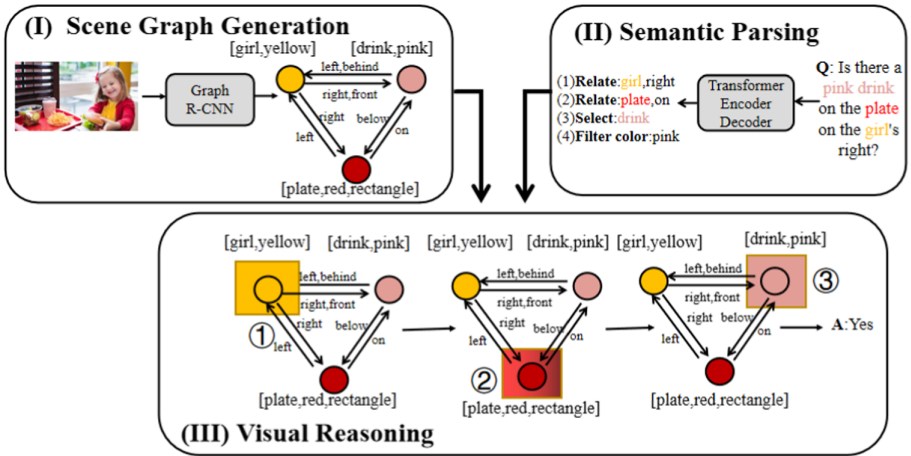 (I) Scene Graph Generation
[girl,yellow] [drink,pink]
left,behind
right,front
Graph
R-CNN
right below
left on
[plate,red,rectangle]
(II) Semantic Parsing
(1)Relate:girl,right
(2)Relate:plate,on
(3)Select:drink
(4)Filter color:pink
Transformer
Encoder
Decoder
Q: Is there a
pink drink
on the plate
on the girl's
right?
[girl,yellow] [drink,pink]
left,behind
right,front
①
right below
left on
[plate,red,rectangle]
[girl,yellow] [drink,pink]
left,behind
right,front
right below
left on
②
[plate,red,rectangle]
[girl,yellow] [drink,pink]
left,behind
③
right,front
right below
left on
[plate,red,rectangle]
A:Yes
(III) Visual Reasoning